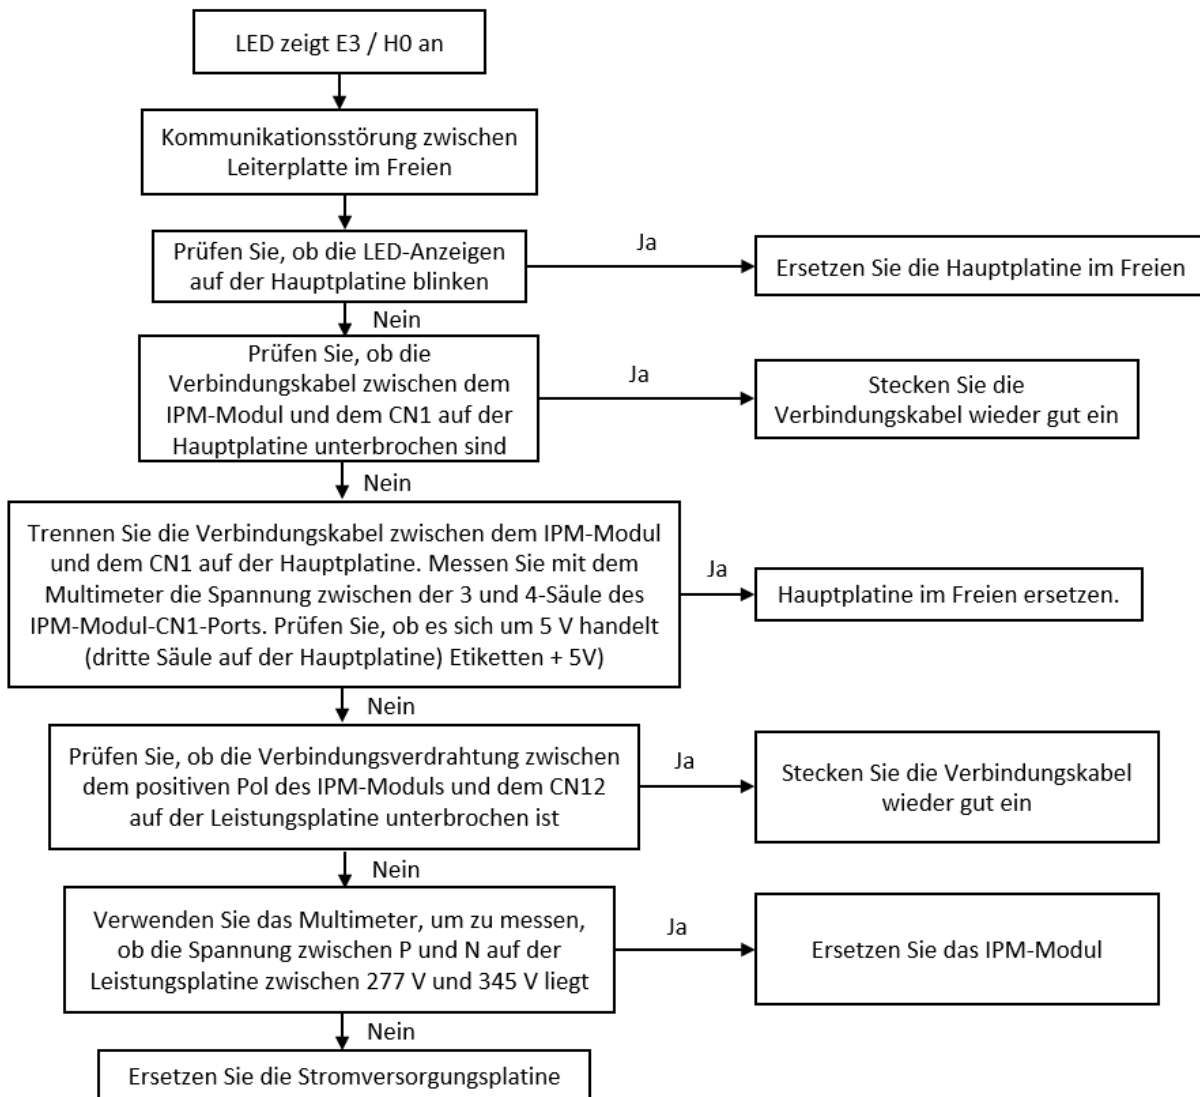 LED zeigt E3 / H0 an
Kommunikationsstörung zwischen
Leiterplatte im Freien
Prüfen Sie, ob die LED-Anzeigen
auf der Hauptplatine blinken
Ja
Ersetzen Sie die Hauptplatine im Freien
Nein
Prüfen Sie, ob die
Verbindungskabel zwischen dem
IPM-Modul und dem CN1 auf der
Hauptplatine unterbrochen sind
Ja
Stecken Sie die
Verbindungskabel wieder gut ein
Nein
Trennen Sie die Verbindungskabel zwischen dem IPM-Modul
und dem CN1 auf der Hauptplatine. Messen Sie mit dem
Multimeter die Spannung zwischen der 3 und 4-Säule des
IPM-Modul-CN1-Ports. Prüfen Sie, ob es sich um 5 V handelt
(dritte Säule auf der Hauptplatine) Etiketten + 5V)
Ja
Hauptplatine im Freien ersetzen.
Nein
Prüfen Sie, ob die Verbindungsverdrahtung zwischen
dem positiven Pol des IPM-Moduls und dem CN12
auf der Leistungsplatine unterbrochen ist
Ja
Stecken Sie die Verbindungskabel
wieder gut ein
Nein
Verwenden Sie das Multimeter, um zu messen,
ob die Spannung zwischen P und N auf der
Leistungsplatine zwischen 277 V und 345 V liegt
Ja
Ersetzen Sie das IPM-Modul
Nein
Ersetzen Sie die Stromversorgungsplatine